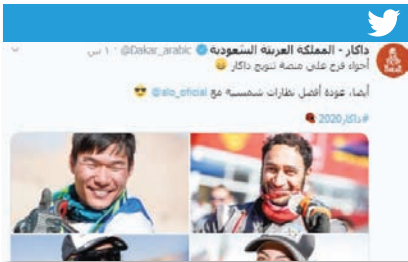 داكار - المملكة العربية السعودية @Dakar_arabic · ١ س
أجواء فرح على منصة تتويج داكار 😄
أيضا، عودة أفضل نظارات شمسية مع @alo_oficial 😎
#داكار2020